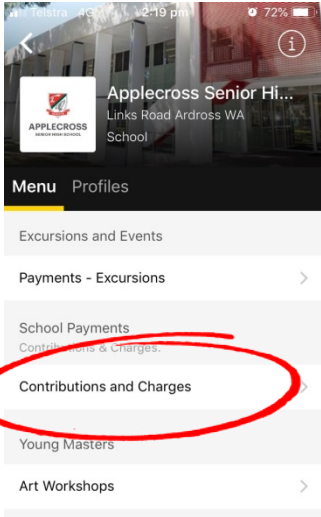 Telstra 4G 2:19 pm 72%
Applecross Senior Hi...
Links Road Ardross WA
School
APPLECROSS
SENIOR HIGH SCHOOL
Menu Profiles
Excursions and Events
Payments - Excursions
School Payments
Contributions & Charges.
Contributions and Charges
Young Masters
Art Workshops